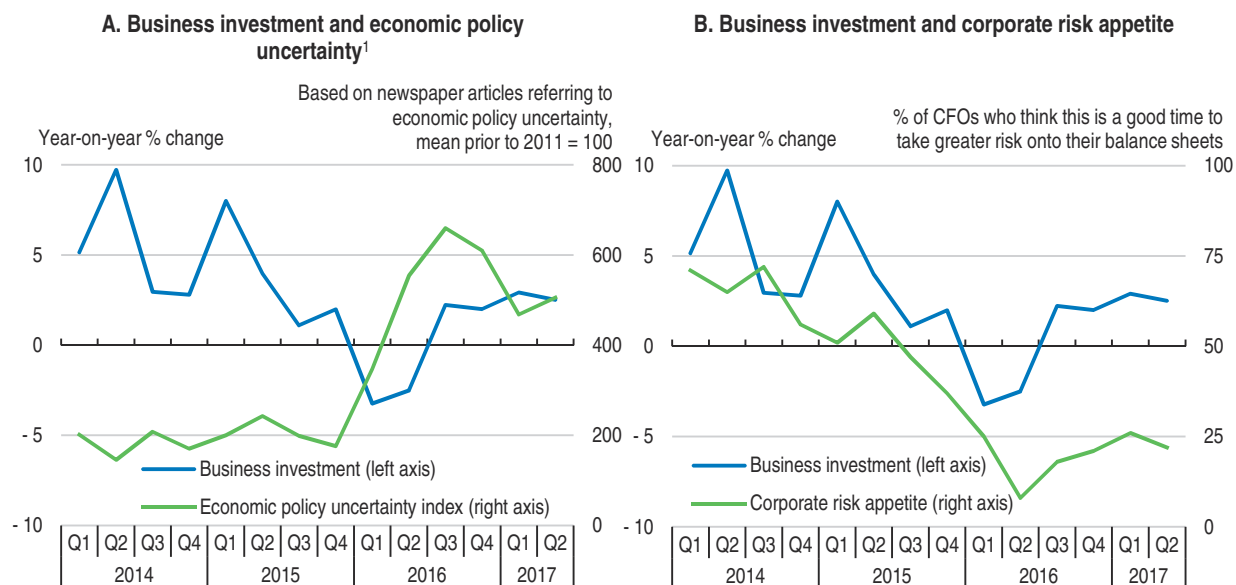 A. Business investment and economic policy
uncertainty1
Based on newspaper articles referring to
economic policy uncertainty,
mean prior to 2011 = 100
Year-on-year % change
10
5
0
- 5
- 10
800
600
400
200
0
Business investment (left axis)
Economic policy uncertainty index (right axis)
Q1 Q2 Q3 Q4 Q1 Q2 Q3 Q4 Q1 Q2 Q3 Q4 Q1 Q2
2014 2015 2016 2017
B. Business investment and corporate risk appetite
% of CFOs who think this is a good time to
take greater risk onto their balance sheets
Year-on-year % change
10
5
0
- 5
- 10
100
75
50
25
0
Business investment (left axis)
Corporate risk appetite (right axis)
Q1 Q2 Q3 Q4 Q1 Q2 Q3 Q4 Q1 Q2 Q3 Q4 Q1 Q2
2014 2015 2016 2017